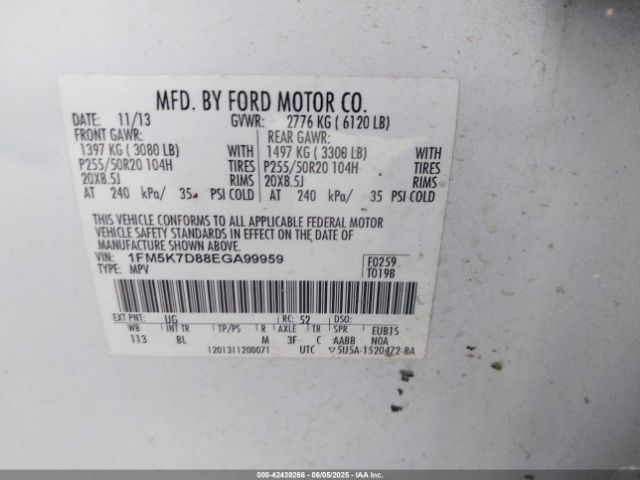 MFD. BY FORD MOTOR CO.
DATE: 11/13 GVWR: 2776 KG ( 6120 LB)
FRONT GAWR: REAR GAWR:
1397 KG ( 3080 LB) WITH 1497 KG ( 3300 LB) WITH
P255/50R20 104H TIRES P255/50R20 104H TIRES
20X8.5J RIMS 20X8.5J RIMS
AT 240 kPa/ 35 PSI COLD AT 240 kPa/ 35 PSI COLD
THIS VEHICLE CONFORMS TO ALL APPLICABLE FEDERAL MOTOR
VEHICLE SAFETY STANDARDS IN EFFECT ON THE DATE OF
MANUFACTURE SHOWN ABOVE.
VIN: 1FM5K7D88EGA99959 F0259
TYPE: MPV T0198
EXT PNT: UG RC: 52 DSO:
WB INT TR TP/PS R AXLE TR SPR EUB15
113 BL M 3F C AABB N0A
1201311200071 UTC ▽5U5A-1520472-BA
000-42439266 - 06/05/2025 - IAAI.COM